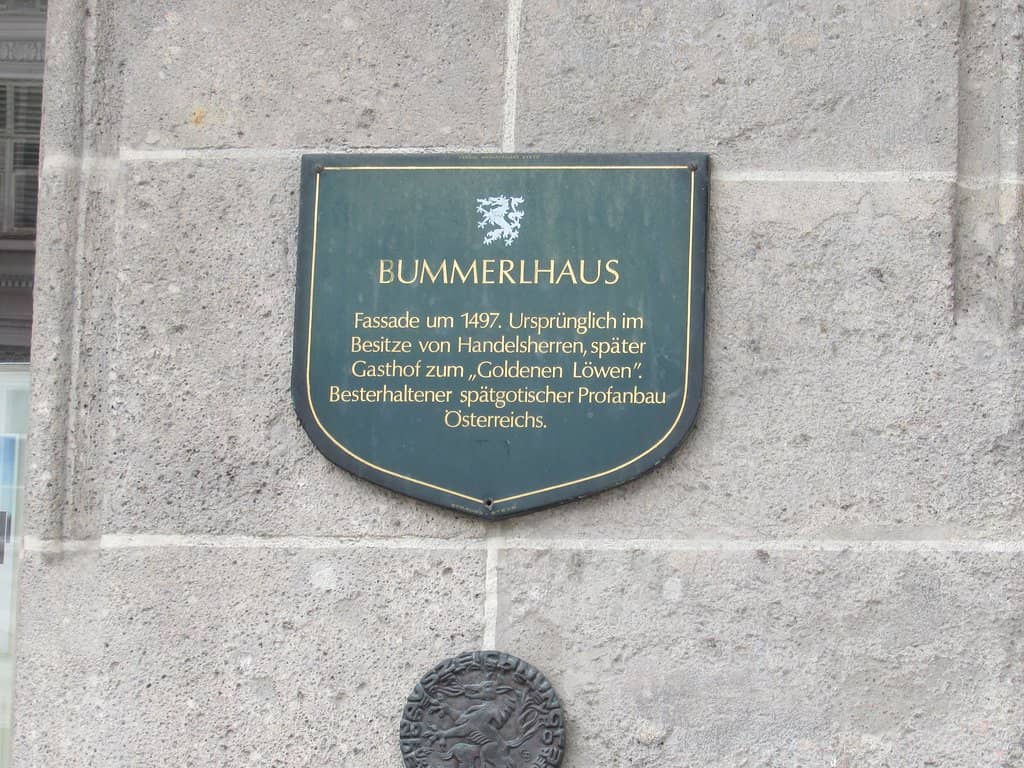 BUMMERLHAUS
Fassade um 1497. Ursprünglich im
Besitze von Handelsherren, später
Gasthof zum „Goldenen Löwen”.
Besterhaltener spätgotischer Profanbau
Österreichs.